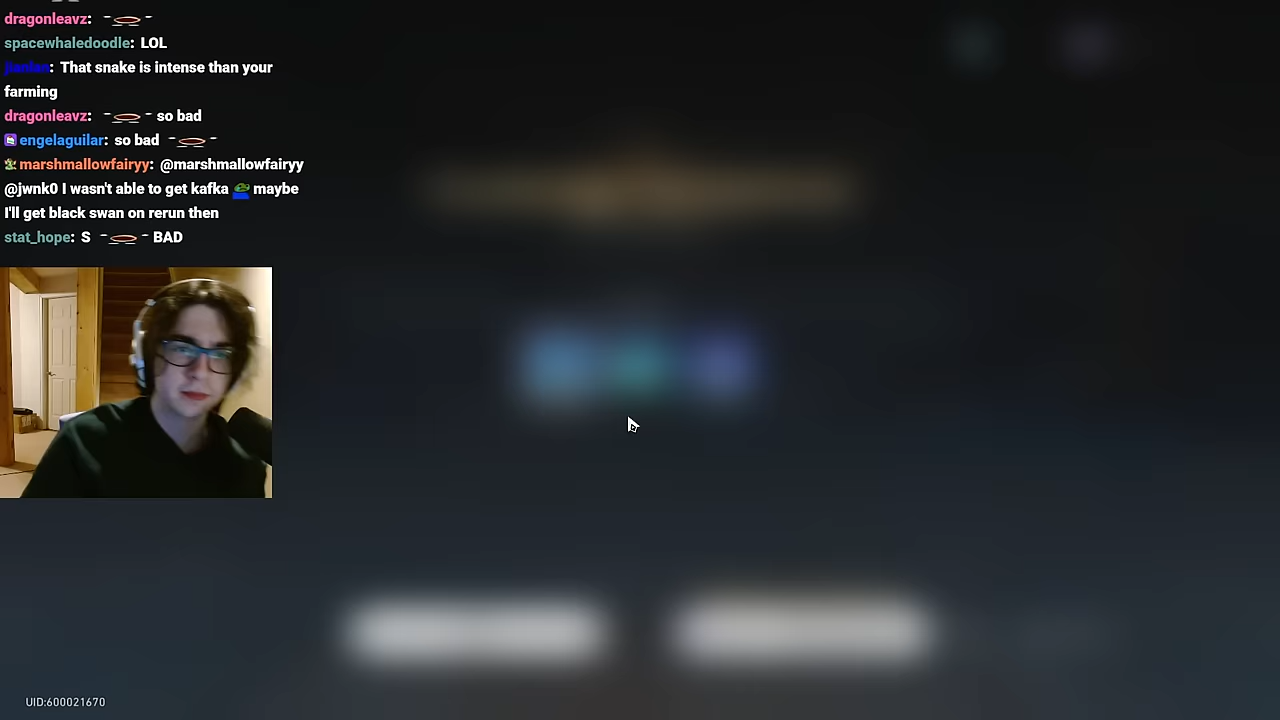 dragonleavz:
spacewhaledoodle: LOL
jianlan: That snake is intense than your
farming
dragonleavz: so bad
engelaguilar: so bad
marshmallowfairyy: @marshmallowfairyy
@jwnk0 I wasn't able to get kafka maybe
I'll get black swan on rerun then
stat_hope: S BAD
UID:600021670